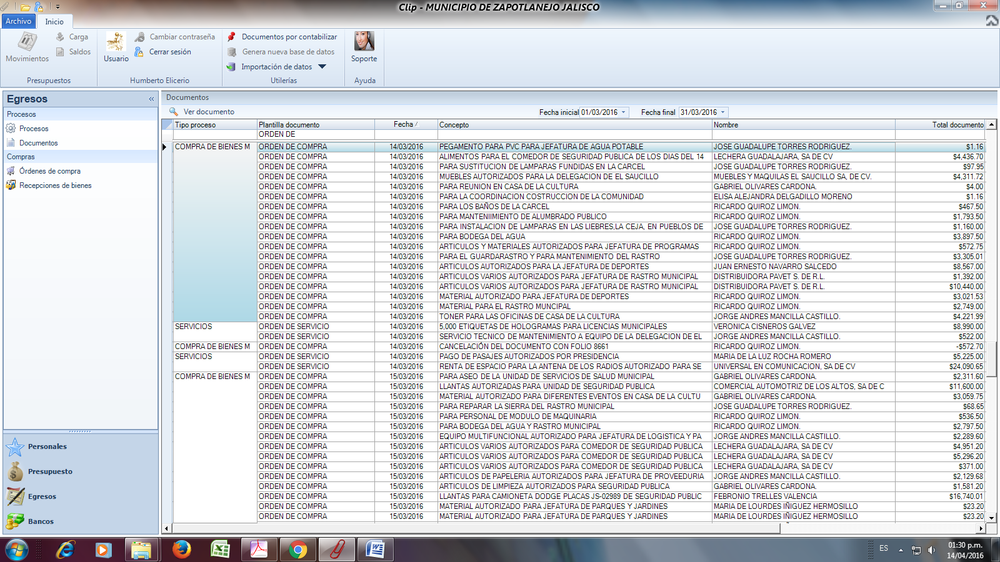 Clip - MUNICIPIO DE ZAPOTLANEJO JALISCO
Archivo Inicio
Movimientos Carga Saldos Presupuestos
Usuario Cambiar contraseña Cerrar sesión Humberto Elicerio
Documentos por contabilizar Genera nueva base de datos Importación de datos Utilerías
Soporte Ayuda
Egresos «
Procesos
Procesos
Documentos
Compras
Órdenes de compra
Recepciones de bienes
Personales
Presupuesto
Egresos
Bancos
Documentos
Ver documento Fecha inicial 01/03/2016 Fecha final 31/03/2016
Tipo proceso Plantilla documento Fecha / Concepto Nombre Total documento
ORDEN DE
COMPRA DE BIENES M ORDEN DE COMPRA 14/03/2016 PEGAMENTO PARA PVC PARA JEFATURA DE AGUA POTABLE JOSE GUADALUPE TORRES RODRIGUEZ. $1.16
ORDEN DE COMPRA 14/03/2016 ALIMENTOS PARA EL COMEDOR DE SEGURIDAD PUBLICA DE LOS DIAS DEL 14 LECHERA GUADALAJARA, SA DE CV $4,436.70
ORDEN DE COMPRA 14/03/2016 PARA SUSTITUCION DE LAMPARAS FUNDIDAS EN LA CARCEL JOSE GUADALUPE TORRES RODRIGUEZ. $97.95
ORDEN DE COMPRA 14/03/2016 MUEBLES AUTORIZADOS PARA LA DELEGACION DE EL SAUCILLO MUEBLES Y MAQUILAS EL SAUCILLO SA, DE CV. $4,311.72
ORDEN DE COMPRA 14/03/2016 PARA REUNION EN CASA DE LA CULTURA GABRIEL OLIVARES CARDONA. $4.00
ORDEN DE COMPRA 14/03/2016 PARA LA COORDINACION COSTRUCCION DE LA COMUNIDAD ELISA ALEJANDRA DELGADILLO MORENO $1.16
ORDEN DE COMPRA 14/03/2016 PARA LOS BAÑOS DE LA CARCEL RICARDO QUIROZ LIMON. $467.50
ORDEN DE COMPRA 14/03/2016 PARA MANTENIIMIENTO DE ALUMBRADO PUBLICO RICARDO QUIROZ LIMON. $1,793.50
ORDEN DE COMPRA 14/03/2016 PARA INSTALACION DE LAMPARAS EN LAS LIEBRES,LA CEJA, EN PUEBLOS DE JOSE GUADALUPE TORRES RODRIGUEZ. $1,160.00
ORDEN DE COMPRA 14/03/2016 PARA BODEGA DEL AGUA RICARDO QUIROZ LIMON. $3,897.50
ORDEN DE COMPRA 14/03/2016 ARTICULOS Y MATERIALES AUTORIZADOS PARA JEFATURA DE PROGRAMAS RICARDO QUIROZ LIMON. $572.75
ORDEN DE COMPRA 14/03/2016 PARA EL GUARDARASTRO Y PARA MANTENIMIENTO DEL RASTRO JOSE GUADALUPE TORRES RODRIGUEZ. $3,305.01
ORDEN DE COMPRA 14/03/2016 ARTICULOS AUTORIZADOS PARA LA JEFATURA DE DEPORTES JUAN ERNESTO NAVARRO SALCEDO $8,567.00
ORDEN DE COMPRA 14/03/2016 ARTICULOS VARIOS AUTORIZADOS PARA JEFATURA DE RASTRO MUNICIPAL DISTRIBUIDORA PAVET S. DE R.L. $1,392.00
ORDEN DE COMPRA 14/03/2016 ARTICULOS VARIOS AUTORIZADOS PARA JEFATURA DE RASTRO MUNICIPAL DISTRIBUIDORA PAVET S. DE R.L. $10,440.00
ORDEN DE COMPRA 14/03/2016 MATERIAL AUTORIZADO PARA JEFATURA DE DEPORTES RICARDO QUIROZ LIMON. $3,021.53
ORDEN DE COMPRA 14/03/2016 MATERIAL PARA EL RASTRO MUNCIPAL RICARDO QUIROZ LIMON. $2,749.00
ORDEN DE COMPRA 14/03/2016 TONER PARA LAS OFICINAS DE CASA DE LA CULTURA JORGE ANDRES MANCILLA CASTILLO. $4,221.99
SERVICIOS ORDEN DE SERVICIO 14/03/2016 5,000 ETIQUETAS DE HOLOGRAMAS PARA LICENCIAS MUNICIPALES VERONICA CISNEROS GALVEZ $8,990.00
ORDEN DE SERVICIO 14/03/2016 SERVICIO TECNICO DE MANTENIMIENTO A EQUIPO DE LA DELEGACION DE EL JORGE ANDRES MANCILLA CASTILLO. $522.00
COMPRA DE BIENES M ORDEN DE COMPRA 14/03/2016 CANCELACIÓN DEL DOCUMENTO CON FOLIO 8661 RICARDO QUIROZ LIMON. -$572.70
SERVICIOS ORDEN DE SERVICIO 14/03/2016 PAGO DE PASAJES AUTORIZADOS POR PRESIDENCIA MARIA DE LA LUZ ROCHA ROMERO $5,225.00
ORDEN DE SERVICIO 14/03/2016 RENTA DE ESPACIO PARA LA ANTENA DE LOS RADIOS AUTORIZADO PARA SE UNIVERSAL EN COMUNICACION, SA DE CV $24,090.65
COMPRA DE BIENES M ORDEN DE COMPRA 15/03/2016 PARA ASEO DE LA UNIDAD DE SERVICIOS DE SALUD MUNICIPAL GABRIEL OLIVARES CARDONA. $2,311.60
ORDEN DE COMPRA 15/03/2016 LLANTAS AUTORIZADAS PARA UNIDAD DE SEGURIDAD PUBLICA COMERCIAL AUTOMOTRIZ DE LOS ALTOS, SA DE C $11,600.00
ORDEN DE COMPRA 15/03/2016 MATERIAL AUTORIZADO PARA DIFERENTES EVENTOS EN CASA DE LA CULTU GABRIEL OLIVARES CARDONA. $3,059.75
ORDEN DE COMPRA 15/03/2016 PARA REPARAR LA SIERRA DEL RASTRO MUNICIPAL JOSE GUADALUPE TORRES RODRIGUEZ. $68.65
ORDEN DE COMPRA 15/03/2016 PARA PERSONAL DE MODULO DE MAQUINARIA RICARDO QUIROZ LIMON. $536.50
ORDEN DE COMPRA 15/03/2016 PARA BODEGA DEL AGUA Y RASTRO MUNICIPAL RICARDO QUIROZ LIMON. $2,797.50
ORDEN DE COMPRA 15/03/2016 EQUIPO MULTIFUNCIONAL AUTORIZADO PARA JEFATURA DE LOGISTICA Y PA JORGE ANDRES MANCILLA CASTILLO. $2,289.60
ORDEN DE COMPRA 15/03/2016 ARTICULOS VARIOS AUTORIZADOS PARA COMEDOR DE SEGURIDAD PUBLICA LECHERA GUADALAJARA, SA DE CV $4,951.20
ORDEN DE COMPRA 15/03/2016 ARTICULOS VARIOS AUTORIZADOS PARA COMEDOR DE SEGURIDAD PUBLICA LECHERA GUADALAJARA, SA DE CV $5,296.20
ORDEN DE COMPRA 15/03/2016 ARTICULOS VARIOS AUTORIZADOS PARA COMEDOR DE SEGURIDAD PUBLICA LECHERA GUADALAJARA, SA DE CV $371.00
ORDEN DE COMPRA 15/03/2016 ARTICULOS DE PAPELERIA AUTORIZADOS PARA JEFATURA DE PROVEEDURIA JORGE ANDRES MANCILLA CASTILLO. $2,129.68
ORDEN DE COMPRA 15/03/2016 ARTICULOS DE LIMPIEZA AUTORIZADOS PARA SEGURIDAD PUBLICA GABRIEL OLIVARES CARDONA. $1,581.20
ORDEN DE COMPRA 15/03/2016 LLANTAS PARA CAMIONETA DODGE PLACAS JS-02989 DE SEGURIDAD PUBLIC FEBRONIO TRELLES VALENCIA $16,740.01
ORDEN DE COMPRA 15/03/2016 MATERIAL AUTORIZADO PARA JEFATURA DE PARQUES Y JARDINES MARIA DE LOURDES IÑIGUEZ HERMOSILLO $23.20
ORDEN DE COMPRA 15/03/2016 MATERIAL AUTORIZADO PARA JEFATURA DE PARQUES Y JARDINES MARIA DE LOURDES IÑIGUEZ HERMOSILLO $23.20
ES 01:30 p.m.
14/04/2016